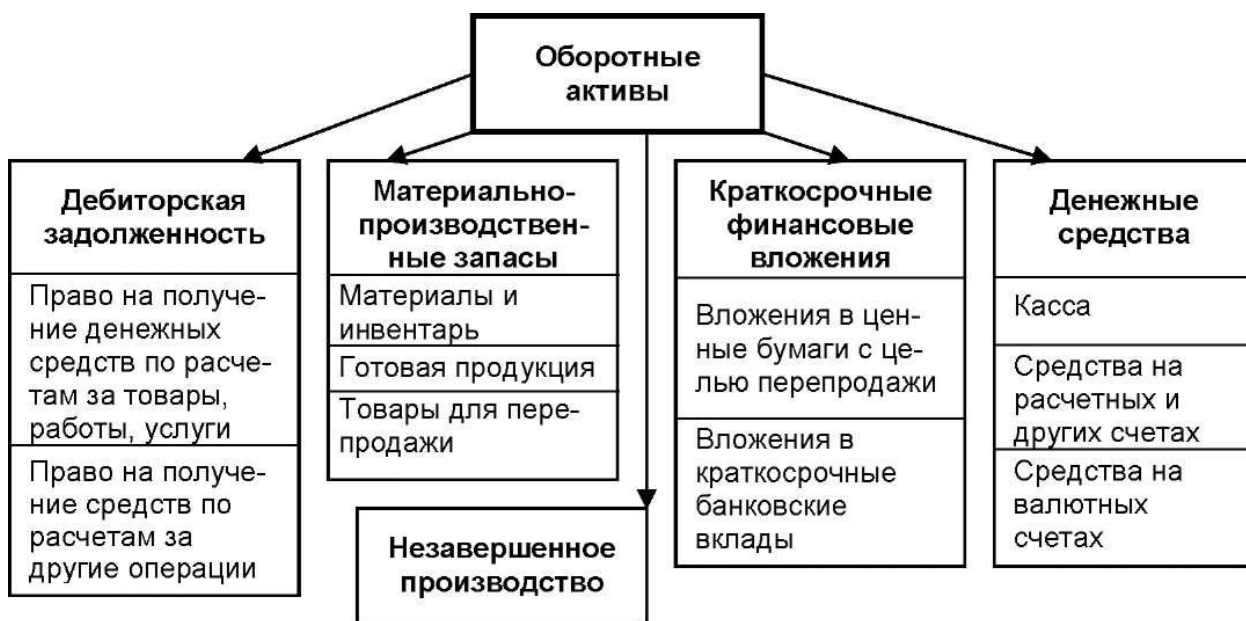 Оборотные
активы
Дебиторская
задолженность
Право на получе-
ние денежных
средств по расче-
там за товары,
работы, услуги
Право на получе-
ние средств по
расчетам за
другие операции
Материально-
производствен-
ные запасы
Материалы и
инвентарь
Готовая продукция
Товары для пере-
продажи
Незавершенное
производство
Краткосрочные
финансовые
вложения
Вложения в цен-
ные бумаги с це-
лью перепродажи
Вложения в
краткосрочные
банковские
вклады
Денежные
средства
Касса
Средства на
расчетных и
других счетах
Средства на
валютных
счетах